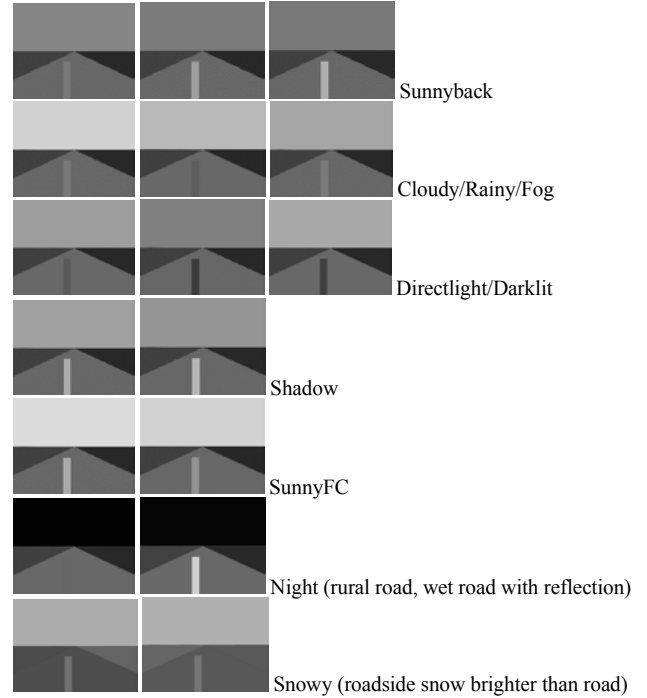 Sunnyback
Cloudy/Rainy/Fog
Directlight/Darklit
Shadow
SunnyFC
Night (rural road, wet road with reflection)
Snowy (roadside snow brighter than road)